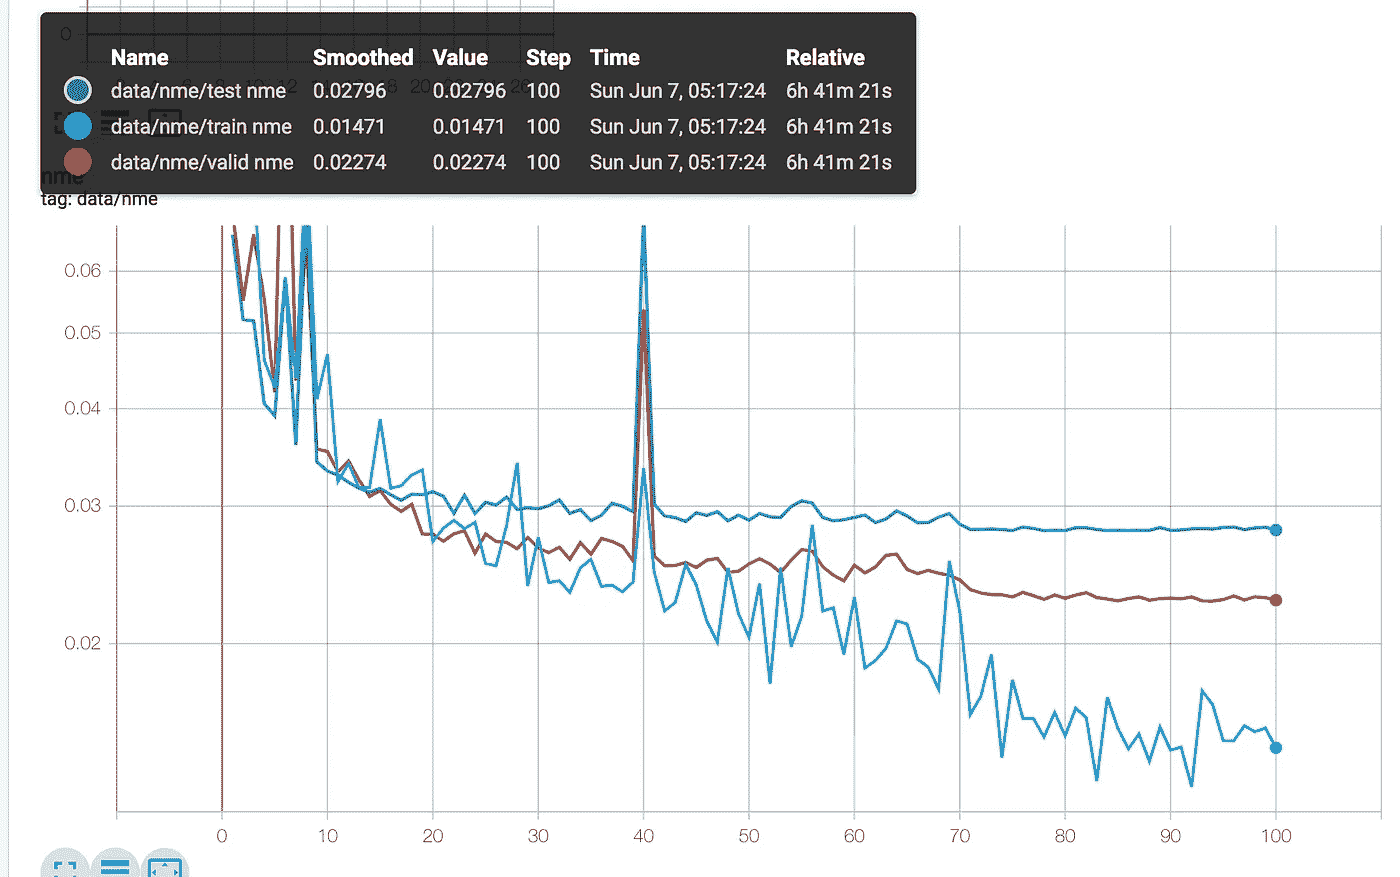 0
Name Smoothed Value Step Time Relative
data/nme/test nme 0.02796 0.02796 100 Sun Jun 7, 05:17:24 6h 41m 21s
data/nme/train nme 0.01471 0.01471 100 Sun Jun 7, 05:17:24 6h 41m 21s
data/nme/valid nme 0.02274 0.02274 100 Sun Jun 7, 05:17:24 6h 41m 21s
nme
tag: data/nme
0.06
0.05
0.04
0.03
0.02
0 10 20 30 40 50 60 70 80 90 100